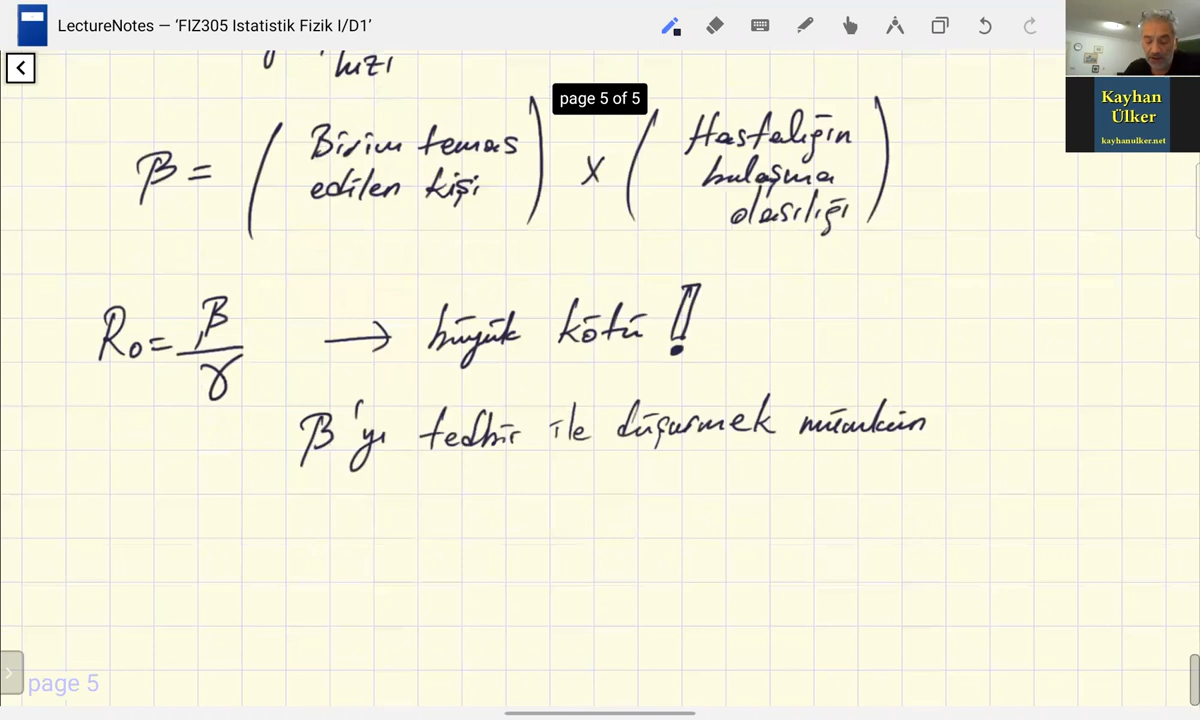 LectureNotes — ‘FIZ305 Istatistik Fizik I/D1’
hızı
page 5 of 5
Kayhan
Ülker
kayhanulker.net
β = (Birim temas edilen kişi) x (Hastalığın bulaşma olasılığı)
R₀ = β/γ → büyük kötü!!
β'yı tedbir ile düşürmek mümkün
page 5